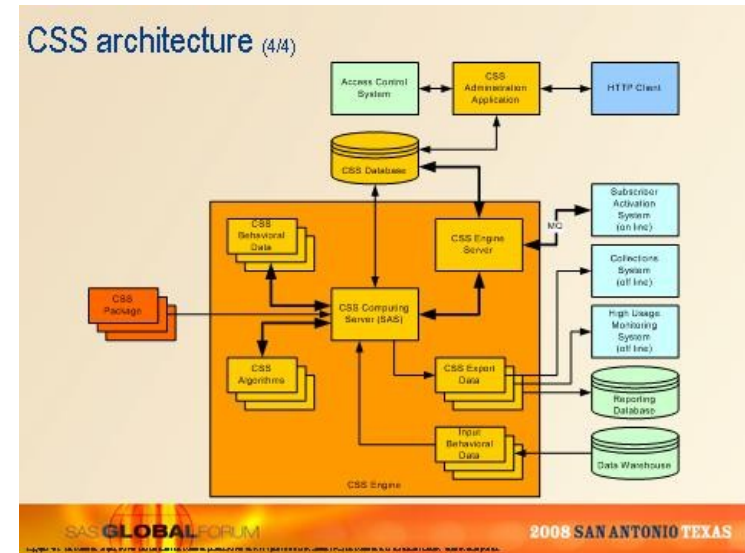 CSS architecture (4/4)
Access Control
System
CSS
Administration
Application
HTTP Client
CSS Database
Subscriber
Activation
System
(on line)
MQ
CSS
Behavioral
Data
CSS Engine
Server
Collections
System
(off line)
CSS
Package
CSS Computing
Server (SAS)
High Usage
Monitoring
System
(off line)
CSS
Algorithms
CSS Export
Data
Reporting
Database
Input
Behavioral
Data
Data Warehouse
CSS Engine
SAS GLOBAL FORUM
2008 SAN ANTONIO TEXAS